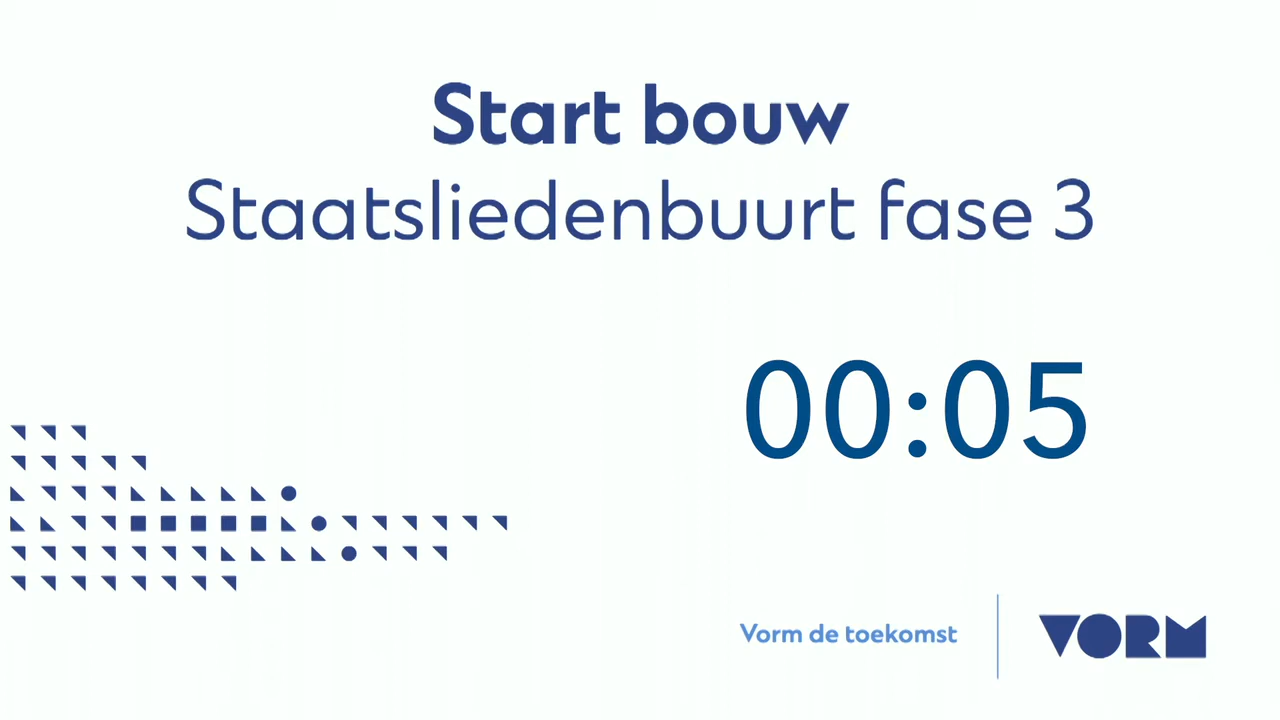 Start bouw
Staatsliedenbuurt fase 3
00:05
Vorm de toekomst
VORM